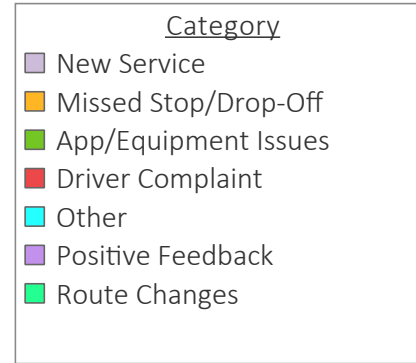 Category
New Service
Missed Stop/Drop-Off
App/Equipment Issues
Driver Complaint
Other
Positive Feedback
Route Changes